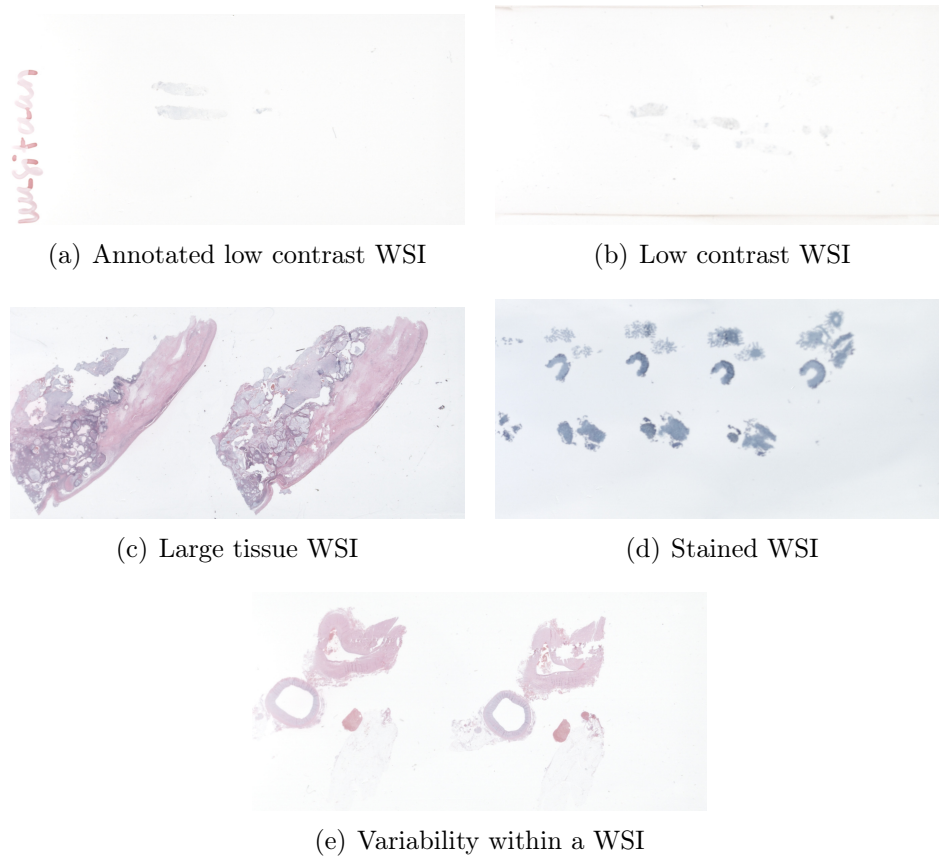 (a) Annotated low contrast WSI
(b) Low contrast WSI
(c) Large tissue WSI
(d) Stained WSI
(e) Variability within a WSI